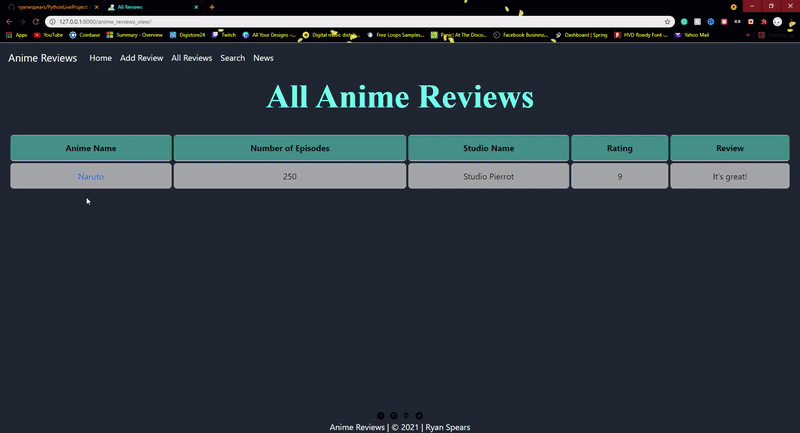 ryanwspears/PythonLiveProject: All Reviews
127.0.0.1:8000/anime_reviews_view/
Apps YouTube Coinbase Summary - Overview Digistore24 Twitch All Your Designs –... Digital music distri... Free Loops Samples... Panic! At The Disco... Facebook Business... Dashboard | Spring HVD Rowdy Font -... Yahoo Mail »
Anime Reviews Home Add Review All Reviews Search News
All Anime Reviews
Anime Name Number of Episodes Studio Name Rating Review
Naruto 250 Studio Pierrot 9 It's great!
Anime Reviews | © 2021 | Ryan Spears